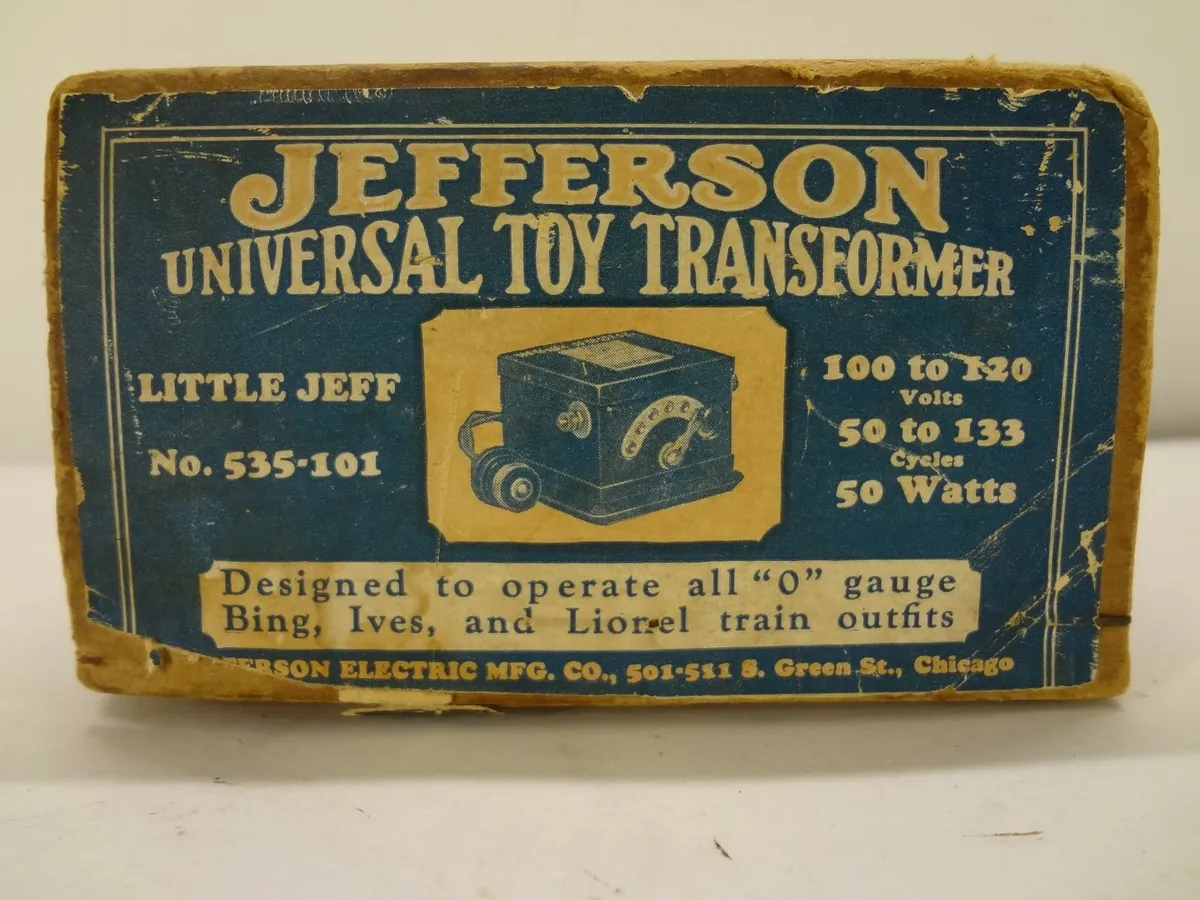 JEFFERSON
UNIVERSAL TOY TRANSFORMER
LITTLE JEFF
No. 535-101
100 to 120
Volts
50 to 133
Cycles
50 Watts
Designed to operate all "O" gauge
Bing, Ives, and Lionel train outfits
FERSON ELECTRIC MFG. CO., 501-511 S. Green St., Chicago